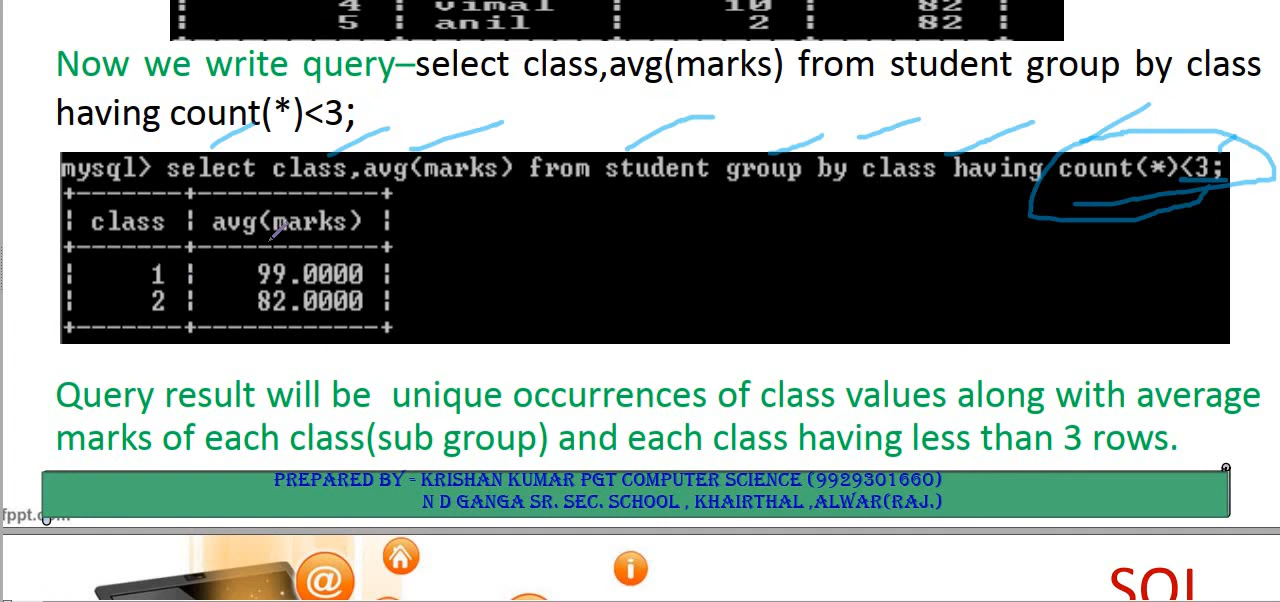 4 | vimal | 10 | 82 |
| 5 | anil | 2 | 82 |
Now we write query–select class,avg(marks) from student group by class
having count(*)<3;
mysql> select class,avg(marks) from student group by class having count(*)<3;
+-------+------------+
| class | avg(marks) |
+-------+------------+
| 1 | 99.0000 |
| 2 | 82.0000 |
+-------+------------+
Query result will be unique occurrences of class values along with average
marks of each class(sub group) and each class having less than 3 rows.
PREPARED BY - KRISHAN KUMAR PGT COMPUTER SCIENCE (9929301660)
N D GANGA SR. SEC. SCHOOL , KHAIRTHAL ,ALWAR(RAJ.)
@ i
SQL